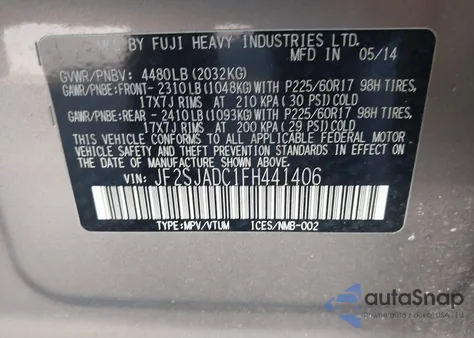 MFD. BY FUJI HEAVY INDUSTRIES LTD.
MADE IN JAPAN 05/14
GVWR/PNBV: 4480LB (2032KG)
GAWR/PNBE:FRONT-2310LB (1048KG)WITH P225/60R17 98H TIRES,
17X7J RIMS AT 210 KPA (30 PSI)COLD
GAWR/PNBE:REAR -2410LB(1093KG)WITH P225/60R17 98H TIRES,
17X7J RIMS AT 200 KPA (29 PSI)COLD
THIS VEHICLE CONFORMS TO ALL APPLICABLE FEDERAL MOTOR
VEHICLE SAFETY, BUMPER, AND THEFT PREVENTION STANDARDS
IN EFFECT ON THE DATE OF MANUFACTURE SHOWN ABOVE.
VIN: JF2SJADC1FH441406
TYPE:MPV/VTUM ICES/NMB-002
autaSnap